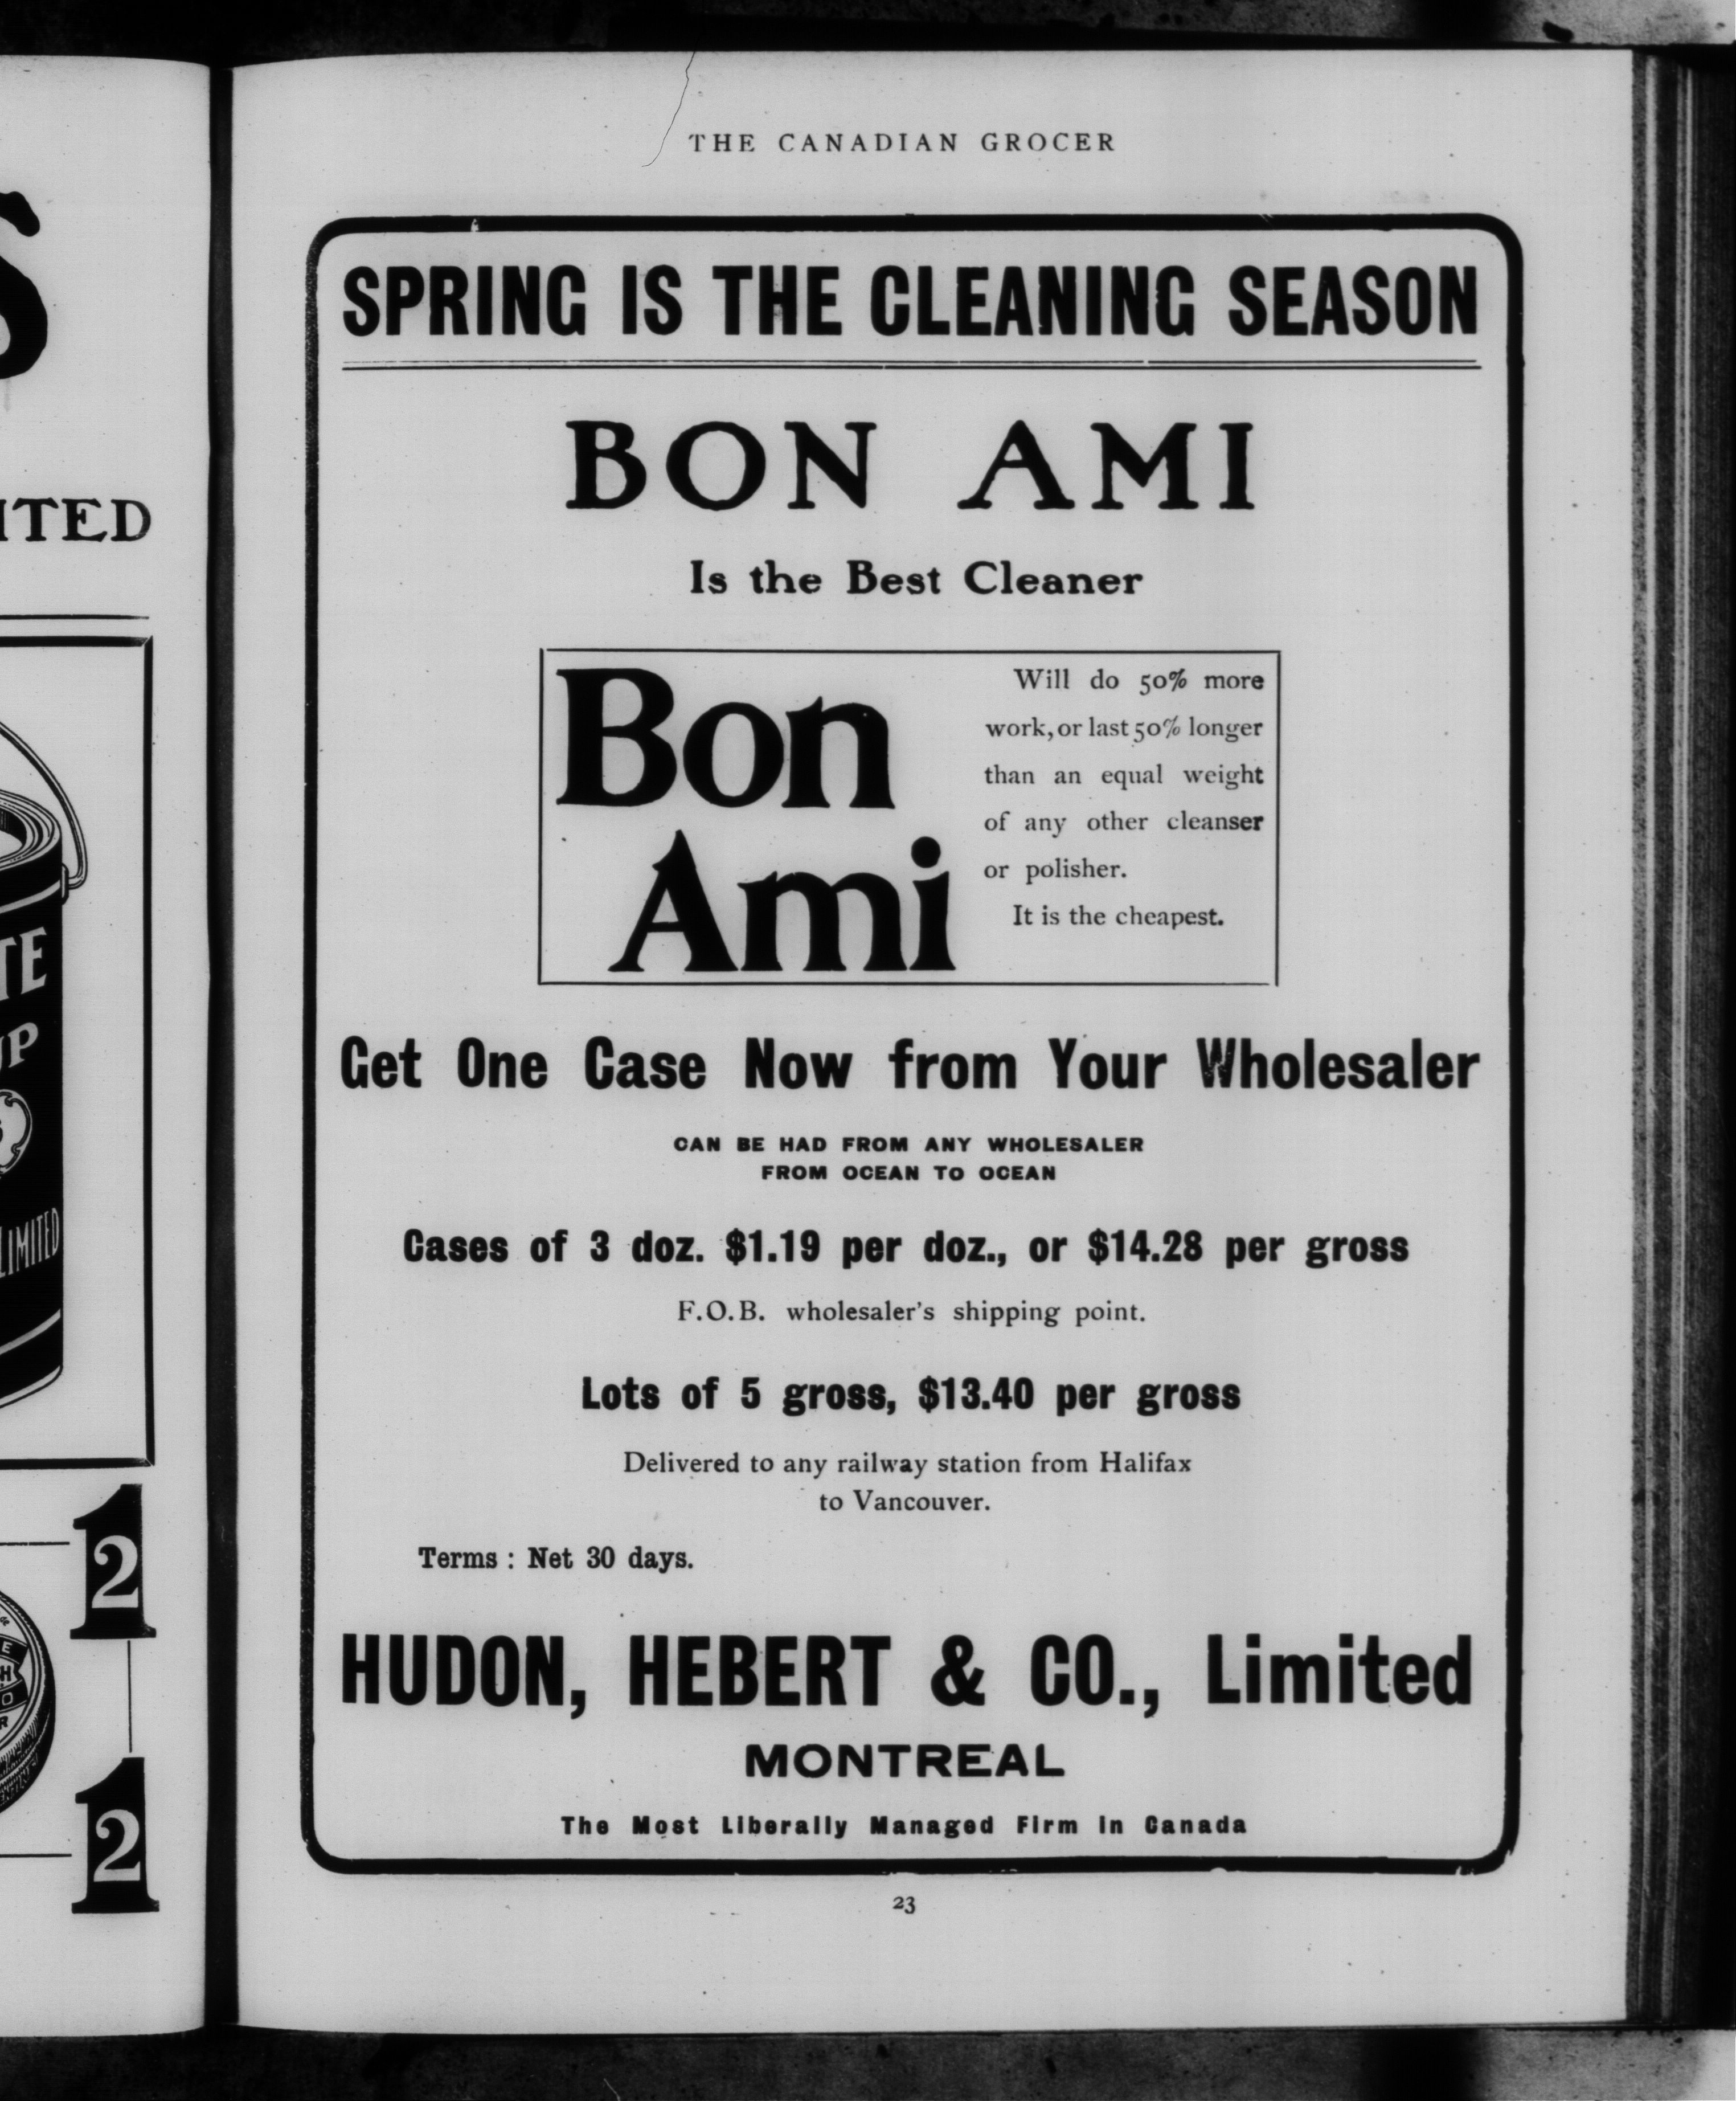 THE CANADIAN GROCER
SPRING IS THE CLEANING SEASON
BON AMI
Is the Best Cleaner
Bon
Ami
Will do 50% more
work, or last 50% longer
than an equal weight
of any other cleanser
or polisher.
It is the cheapest.
Get One Case Now from Your Wholesaler
CAN BE HAD FROM ANY WHOLESALER
FROM OCEAN TO OCEAN
Cases of 3 doz. $1.19 per doz., or $14.28 per gross
F.O.B. wholesaler's shipping point.
Lots of 5 gross, $13.40 per gross
Delivered to any railway station from Halifax
to Vancouver.
Terms : Net 30 days.
HUDON, HEBERT & CO., Limited
MONTREAL
The Most Liberally Managed Firm in Canada
23
LIMITED
2
2